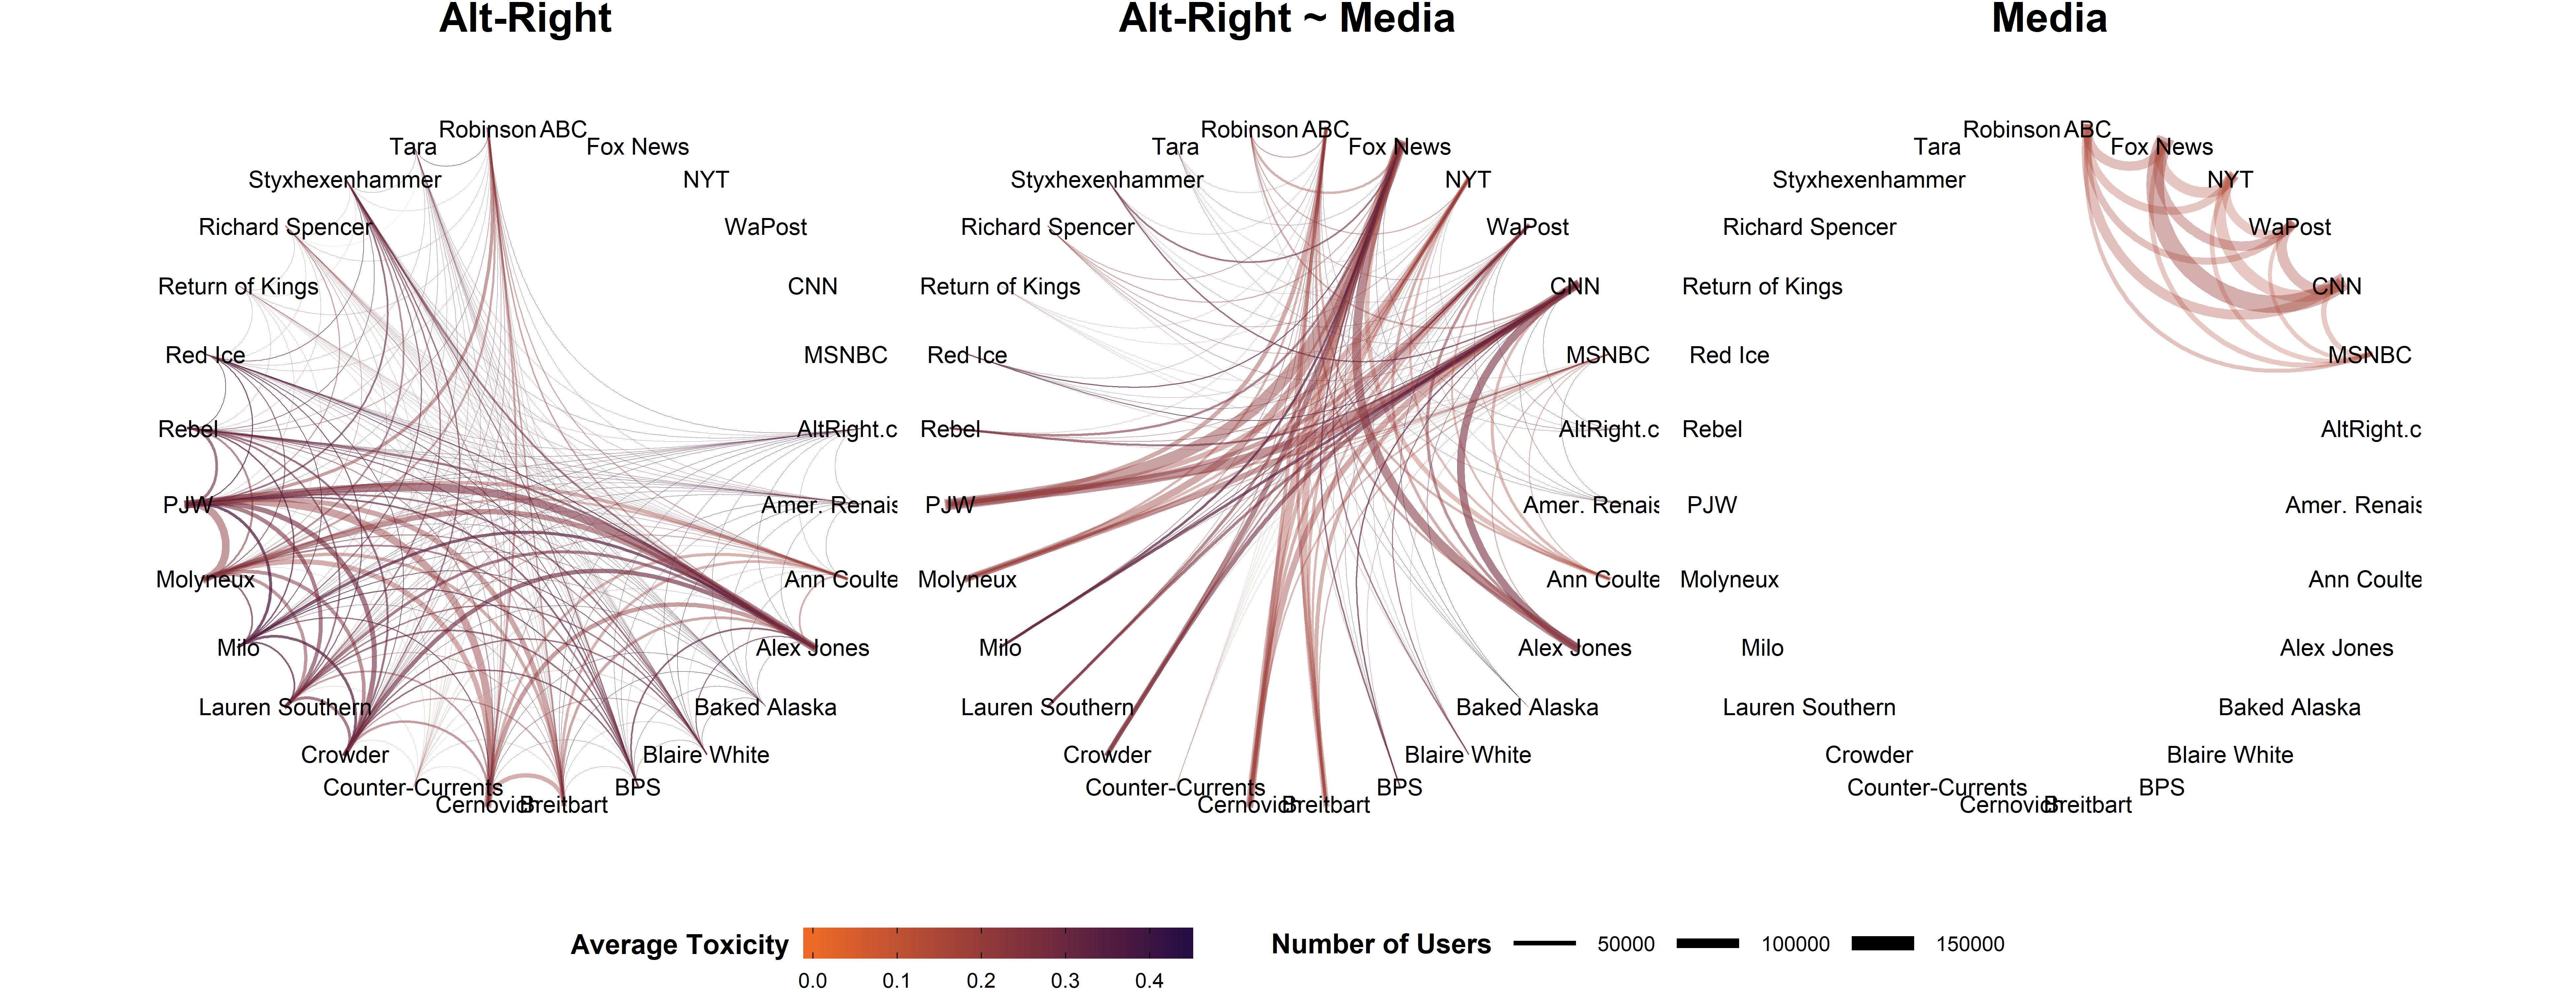 Alt-Right
Robinson ABC
Tara
Fox News
Styxhexenhammer
NYT
Richard Spencer
WaPost
Return of Kings
CNN
Red Ice
MSNBC
Rebel
AltRight.c
PJW
Amer. Renais
Molyneux
Ann Coulte
Milo
Alex Jones
Lauren Southern
Baked Alaska
Crowder
Blaire White
Counter-Currents
BPS
Cernovich
Breitbart
Alt-Right ~ Media
Robinson ABC
Tara
Fox News
Styxhexenhammer
NYT
Richard Spencer
WaPost
Return of Kings
CNN
Red Ice
MSNBC
Rebel
AltRight.c
PJW
Amer. Renais
Molyneux
Ann Coulte
Milo
Alex Jones
Lauren Southern
Baked Alaska
Crowder
Blaire White
Counter-Currents
BPS
Cernovich
Breitbart
Media
Robinson ABC
Tara
Fox News
Styxhexenhammer
NYT
Richard Spencer
WaPost
Return of Kings
CNN
Red Ice
MSNBC
Rebel
AltRight.c
PJW
Amer. Renais
Molyneux
Ann Coulte
Milo
Alex Jones
Lauren Southern
Baked Alaska
Crowder
Blaire White
Counter-Currents
BPS
Cernovich
Breitbart
Average Toxicity
0.0 0.1 0.2 0.3 0.4
Number of Users 50000 100000 150000